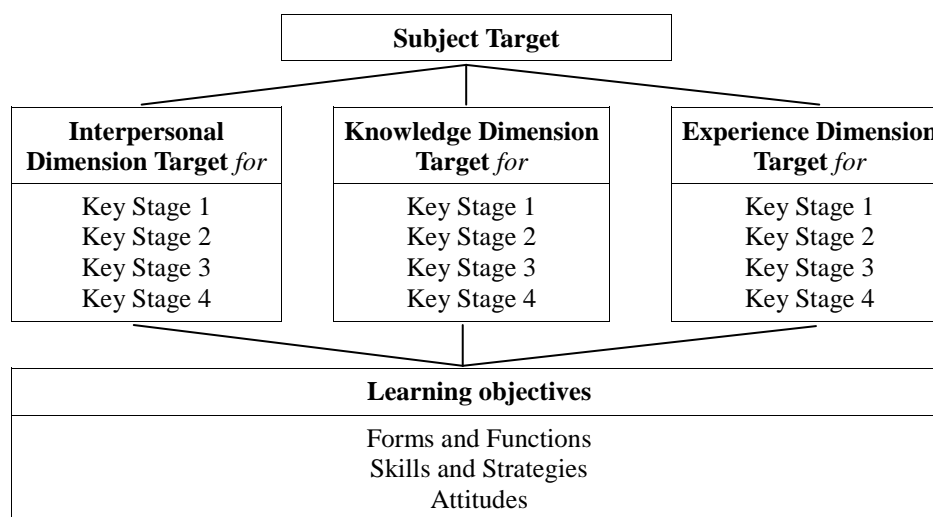 Subject Target
Interpersonal
Dimension Target for
Key Stage 1
Key Stage 2
Key Stage 3
Key Stage 4
Knowledge Dimension
Target for
Key Stage 1
Key Stage 2
Key Stage 3
Key Stage 4
Experience Dimension
Target for
Key Stage 1
Key Stage 2
Key Stage 3
Key Stage 4
Learning objectives
Forms and Functions
Skills and Strategies
Attitudes